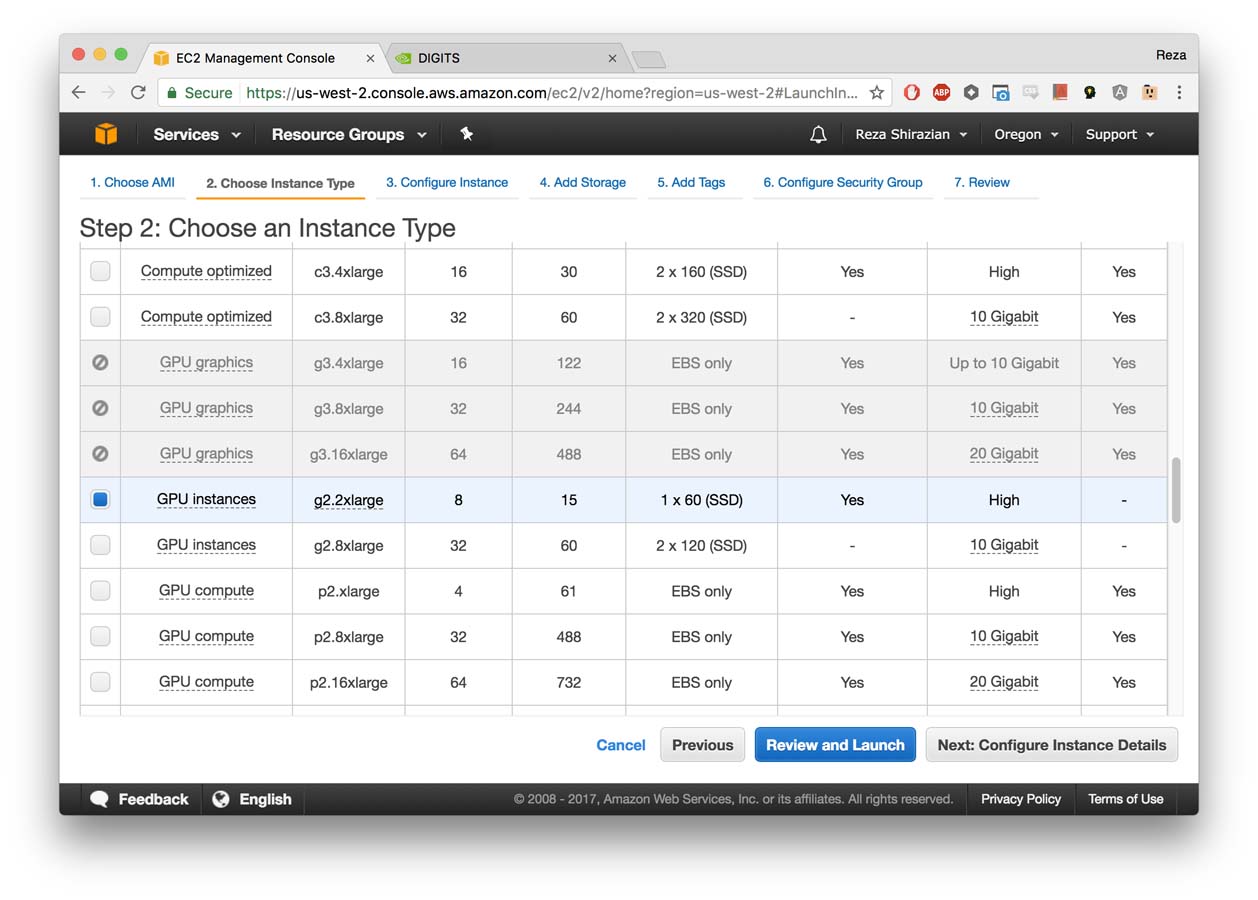 EC2 Management Console
DIGITS
Reza
Secure https://us-west-2.console.aws.amazon.com/ec2/v2/home?region=us-west-2#LaunchIn...
ABP
Services Resource Groups Reza Shirazian Oregon Support
1. Choose AMI 2. Choose Instance Type 3. Configure Instance 4. Add Storage 5. Add Tags 6. Configure Security Group 7. Review
Step 2: Choose an Instance Type
Compute optimized c3.4xlarge 16 30 2 x 160 (SSD) Yes High Yes
Compute optimized c3.8xlarge 32 60 2 x 320 (SSD) - 10 Gigabit Yes
GPU graphics g3.4xlarge 16 122 EBS only Yes Up to 10 Gigabit Yes
GPU graphics g3.8xlarge 32 244 EBS only Yes 10 Gigabit Yes
GPU graphics g3.16xlarge 64 488 EBS only Yes 20 Gigabit Yes
GPU instances g2.2xlarge 8 15 1 x 60 (SSD) Yes High -
GPU instances g2.8xlarge 32 60 2 x 120 (SSD) - 10 Gigabit -
GPU compute p2.xlarge 4 61 EBS only Yes High Yes
GPU compute p2.8xlarge 32 488 EBS only Yes 10 Gigabit Yes
GPU compute p2.16xlarge 64 732 EBS only Yes 20 Gigabit Yes
Cancel Previous Review and Launch Next: Configure Instance Details
Feedback English © 2008 - 2017, Amazon Web Services, Inc. or its affiliates. All rights reserved. Privacy Policy Terms of Use